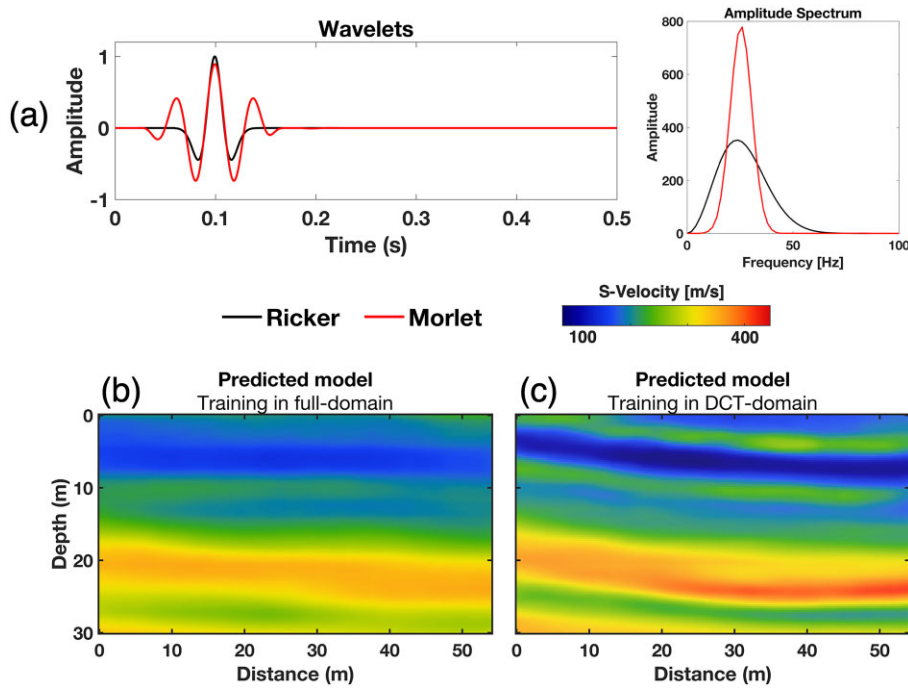 Wavelets
(a)
Amplitude
1
0
-1
0 0.1 0.2 0.3 0.4 0.5
Time (s)
Amplitude Spectrum
Amplitude
800
600
400
200
0
0 50 100
Frequency [Hz]
Ricker
Morlet
S-Velocity [m/s]
100 400
(b)
Predicted model
Training in full-domain
Depth (m)
0
10
20
30
0 10 20 30 40 50
Distance (m)
(c)
Predicted model
Training in DCT-domain
0 10 20 30 40 50
Distance (m)